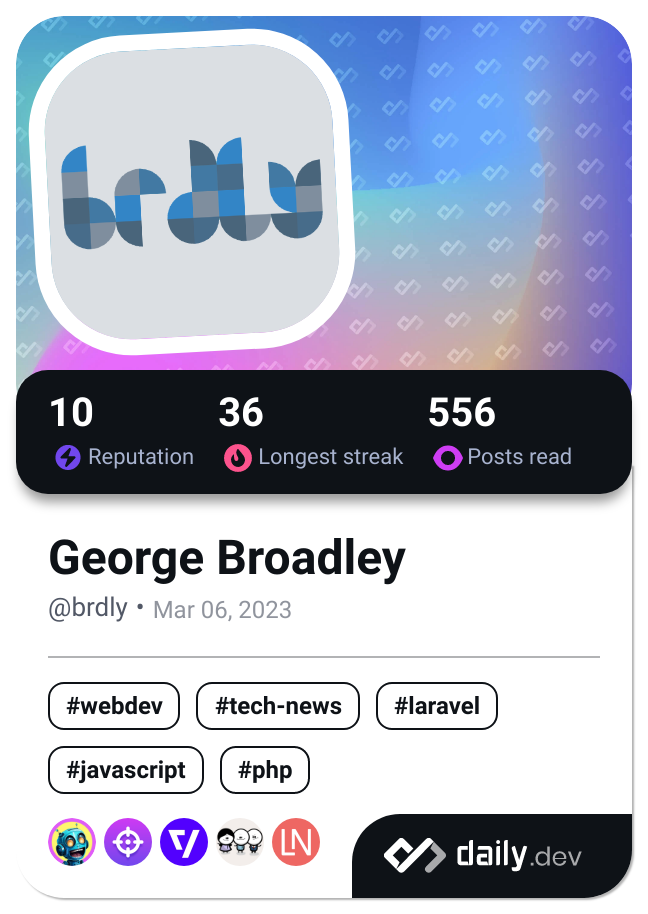 brdly
10 36 556
Reputation Longest streak Posts read
George Broadley
@brdly • Mar 06, 2023
#webdev #tech-news #laravel
#javascript #php
LN
daily.dev